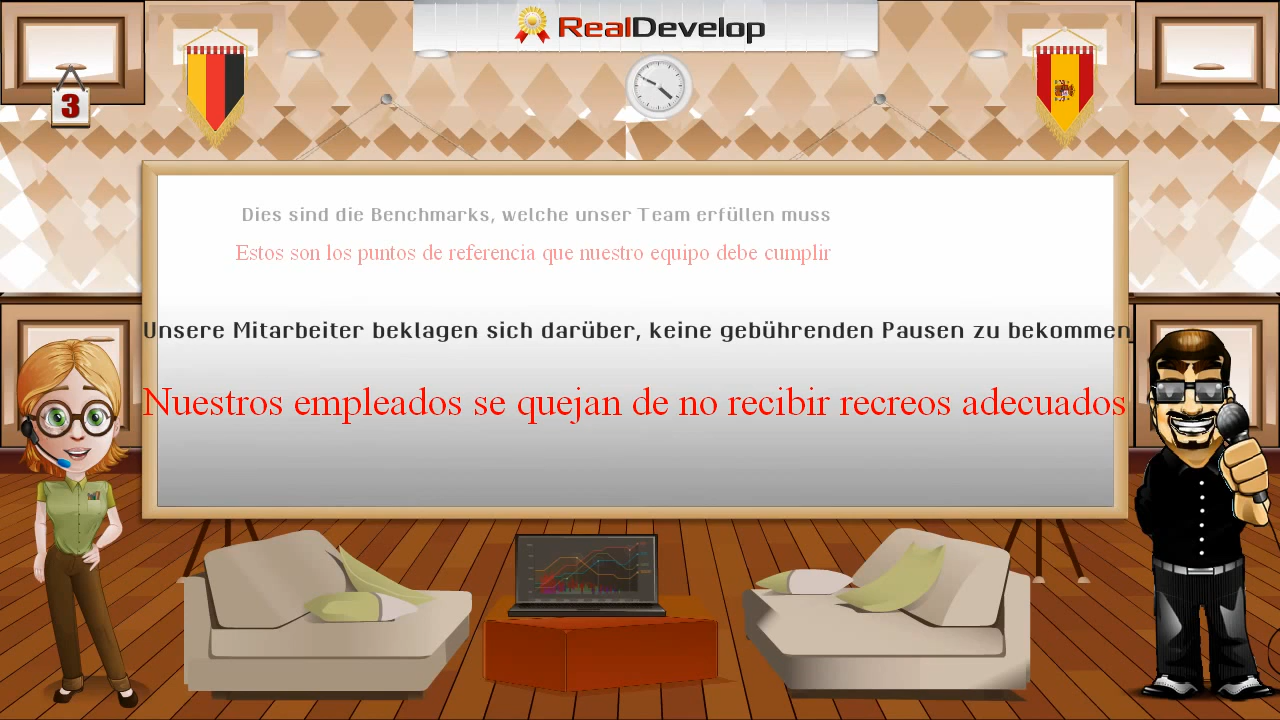 RealDevelop
3
Dies sind die Benchmarks, welche unser Team erfüllen muss
Estos son los puntos de referencia que nuestro equipo debe cumplir
Unsere Mitarbeiter beklagen sich darüber, keine gebührenden Pausen zu bekommen
Nuestros empleados se quejan de no recibir recreos adecuados